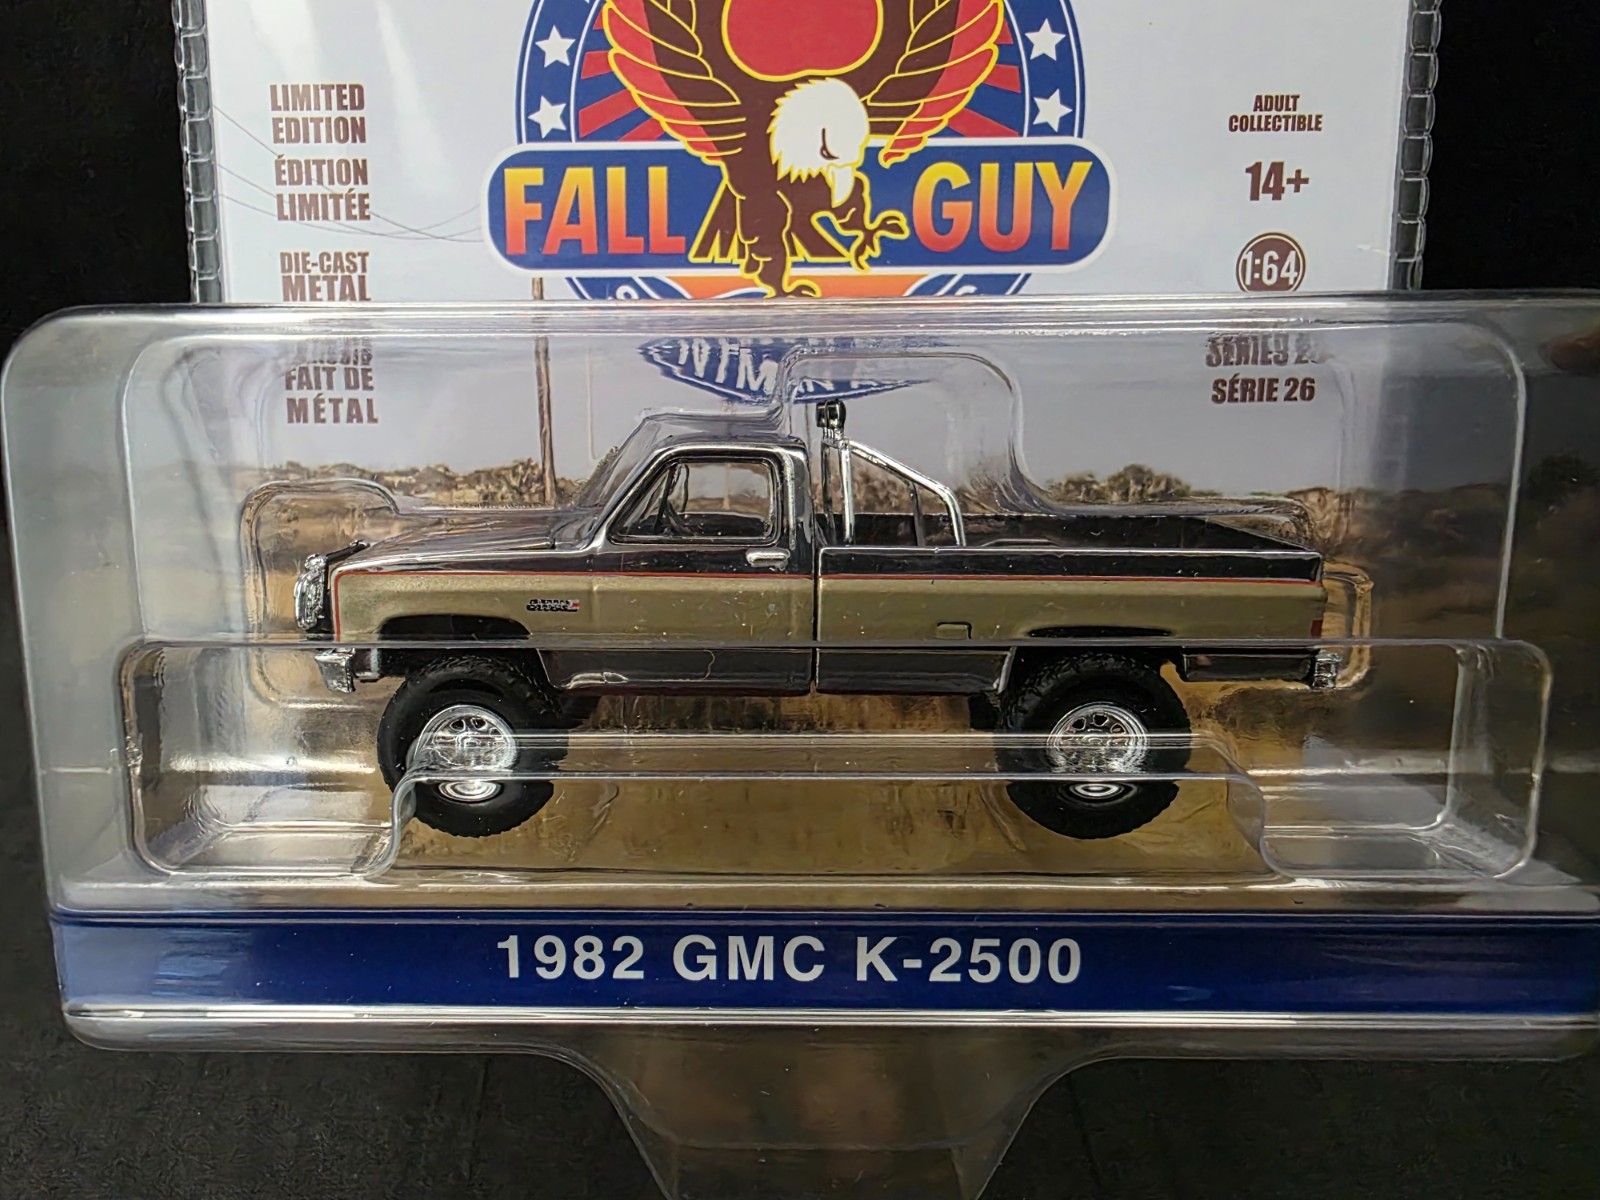 LIMITED
EDITION
ÉDITION
LIMITÉE
DIE-CAST
METAL
FAIT DE
MÉTAL
FALL GUY
ADULT
COLLECTIBLE
14+
1:64
SÉRIE 26
1982 GMC K-2500